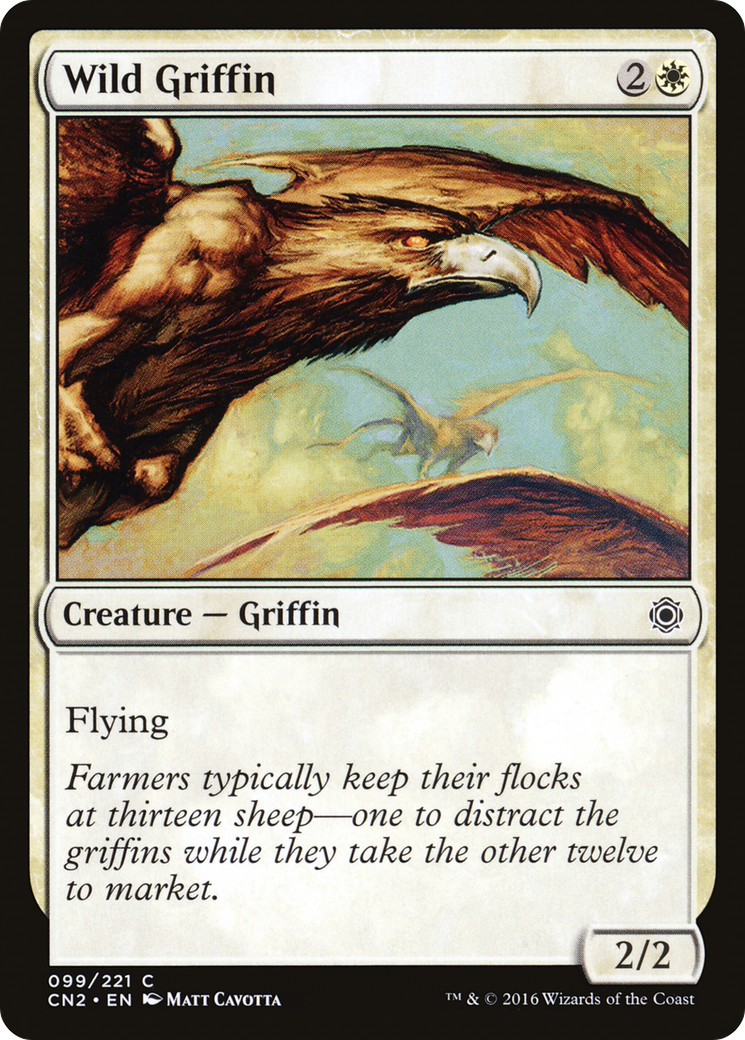 Wild Griffin 2
Creature — Griffin
Flying
Farmers typically keep their flocks
at thirteen sheep—one to distract the
griffins while they take the other twelve
to market.
2/2
099/221 C
CN2 • EN Matt Cavotta
™ & © 2016 Wizards of the Coast